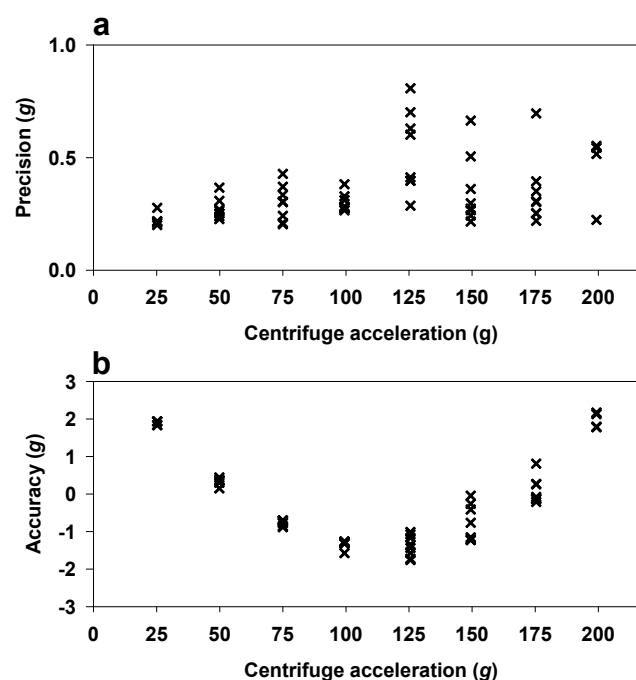 a
1.0
0.5
0.0
Precision (g)
0 25 50 75 100 125 150 175 200
Centrifuge acceleration (g)
b
3
2
1
0
-1
-2
-3
Accuracy (g)
0 25 50 75 100 125 150 175 200
Centrifuge acceleration (g)